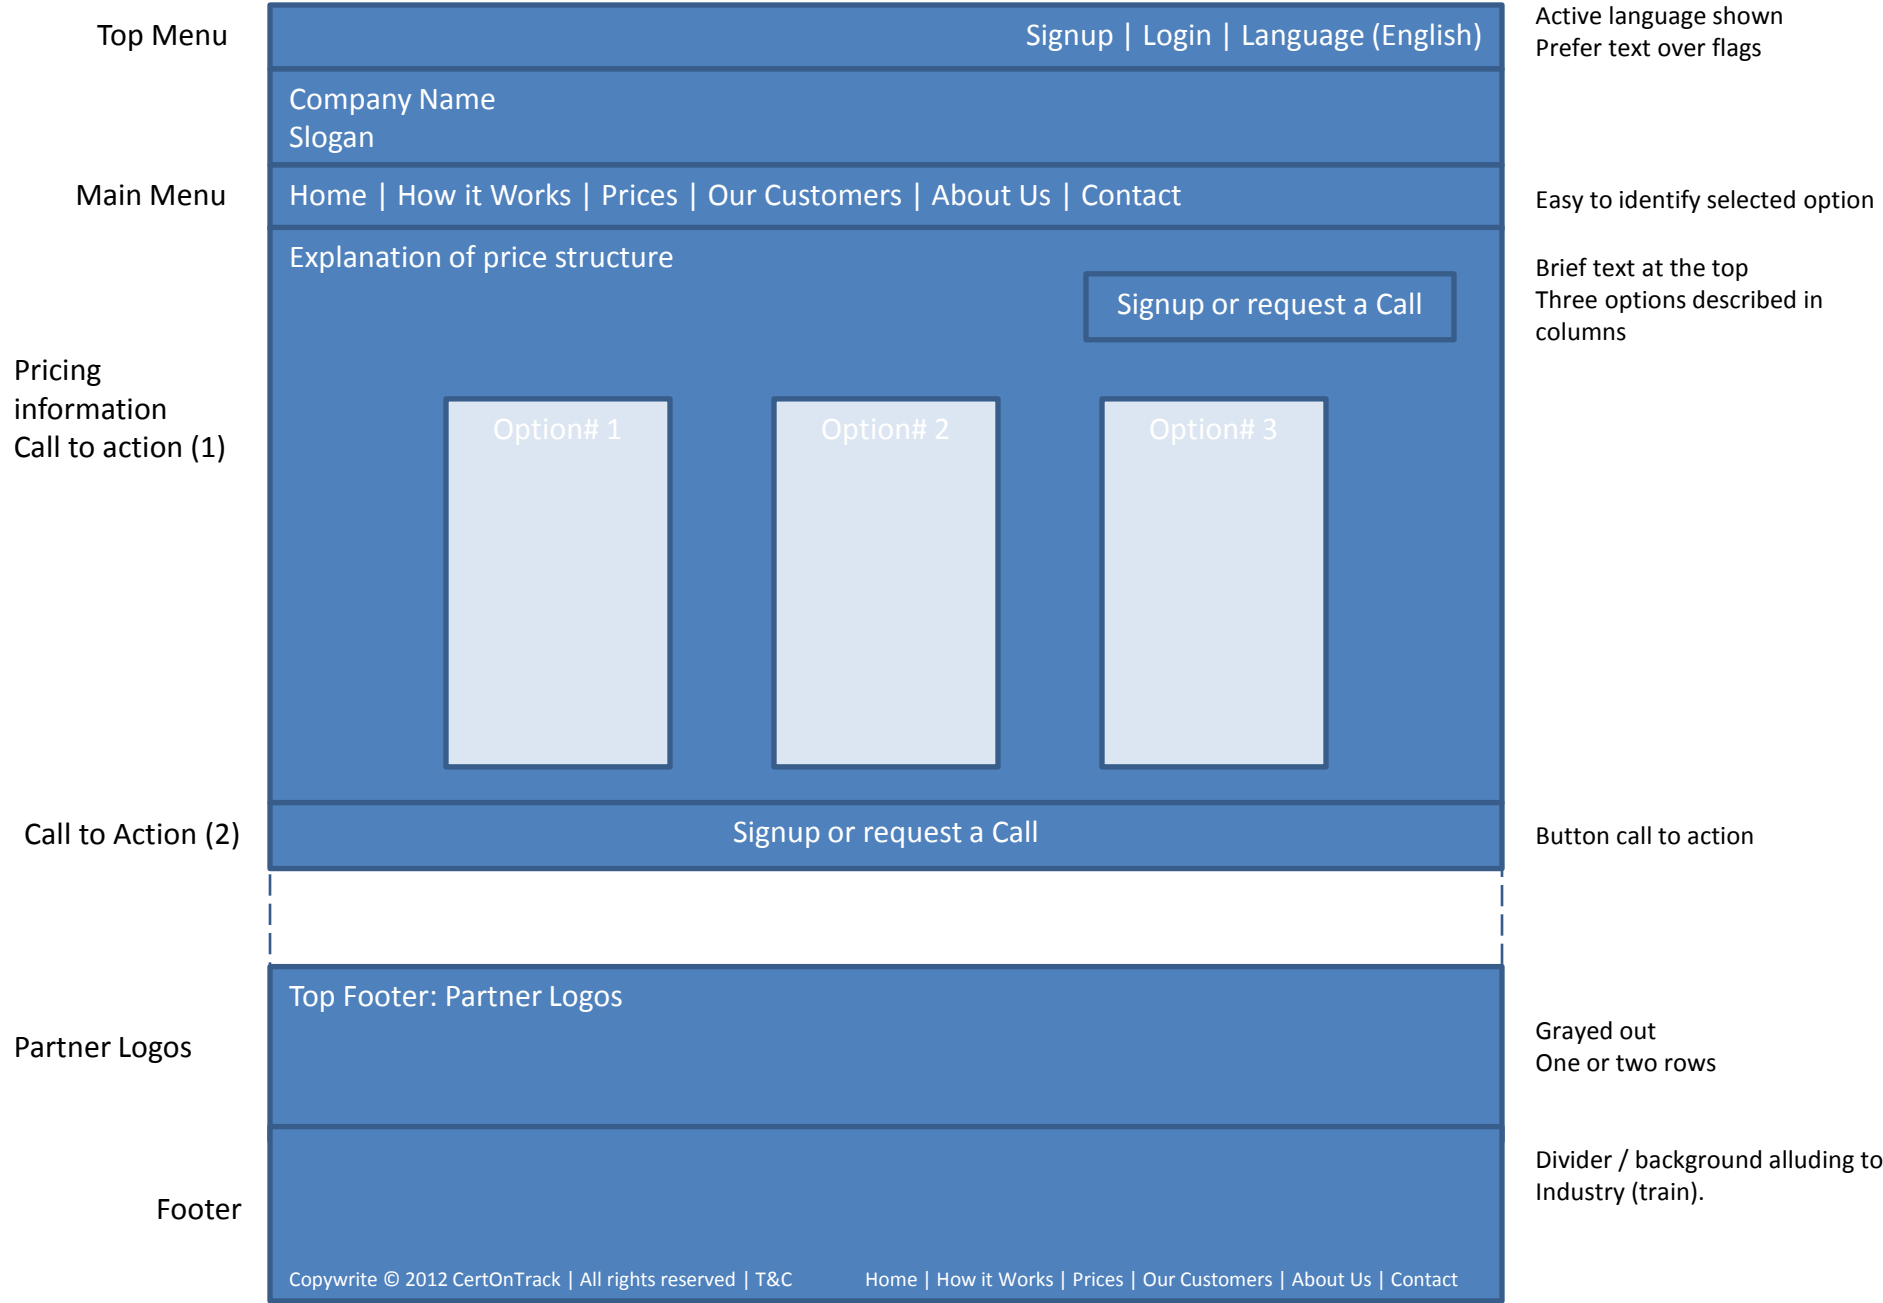 Top Menu
Signup | Login | Language (English)
Active language shown
Prefer text over flags
Company Name
Slogan
Main Menu
Home | How it Works | Prices | Our Customers | About Us | Contact
Easy to identify selected option
Explanation of price structure
Signup or request a Call
Brief text at the top
Three options described in
columns
Pricing
information
Call to action (1)
Option# 1
Option# 2
Option# 3
Call to Action (2)
Signup or request a Call
Button call to action
Top Footer: Partner Logos
Partner Logos
Grayed out
One or two rows
Footer
Divider / background alluding to
Industry (train).
Copywrite © 2012 CertOnTrack | All rights reserved | T&C
Home | How it Works | Prices | Our Customers | About Us | Contact